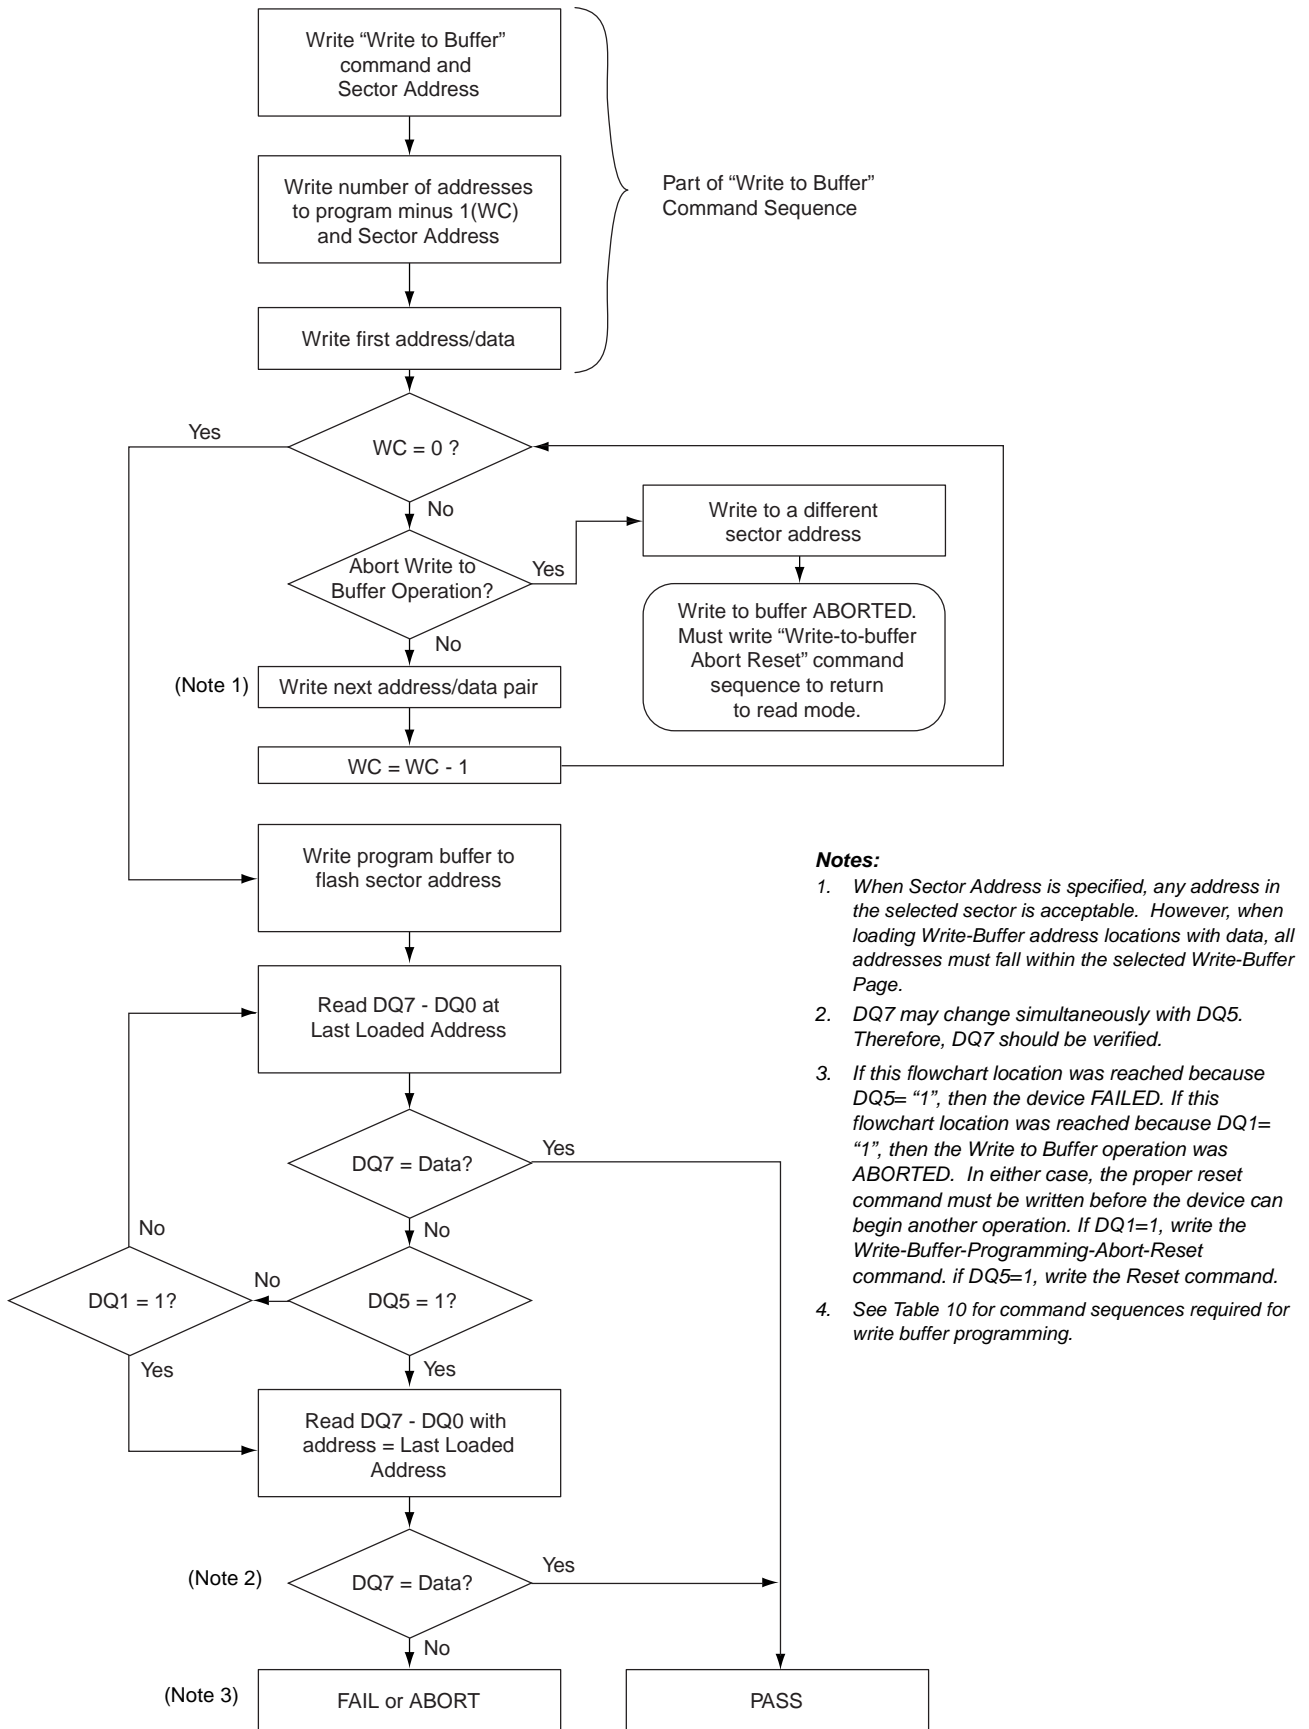 Write “Write to Buffer”
command and
Sector Address
Write number of addresses
to program minus 1(WC)
and Sector Address
Part of “Write to Buffer”
Command Sequence
Write first address/data
Yes
WC = 0 ?
No
Write to a different
sector address
Abort Write to
Buffer Operation?
Yes
Write to buffer ABORTED.
Must write “Write-to-buffer
Abort Reset” command
sequence to return
to read mode.
No
(Note 1)
Write next address/data pair
WC = WC - 1
Write program buffer to
flash sector address
Notes:
1. When Sector Address is specified, any address in
the selected sector is acceptable. However, when
loading Write-Buffer address locations with data, all
addresses must fall within the selected Write-Buffer
Page.
2. DQ7 may change simultaneously with DQ5.
Therefore, DQ7 should be verified.
3. If this flowchart location was reached because
DQ5= “1”, then the device FAILED. If this
flowchart location was reached because DQ1=
“1”, then the Write to Buffer operation was
ABORTED. In either case, the proper reset
command must be written before the device can
begin another operation. If DQ1=1, write the
Write-Buffer-Programming-Abort-Reset
command. if DQ5=1, write the Reset command.
4. See Table 10 for command sequences required for
write buffer programming.
Read DQ7 - DQ0 at
Last Loaded Address
DQ7 = Data?
Yes
No
No
DQ1 = 1?
No
DQ5 = 1?
Yes
Yes
Read DQ7 - DQ0 with
address = Last Loaded
Address
(Note 2)
DQ7 = Data?
Yes
No
(Note 3)
FAIL or ABORT
PASS